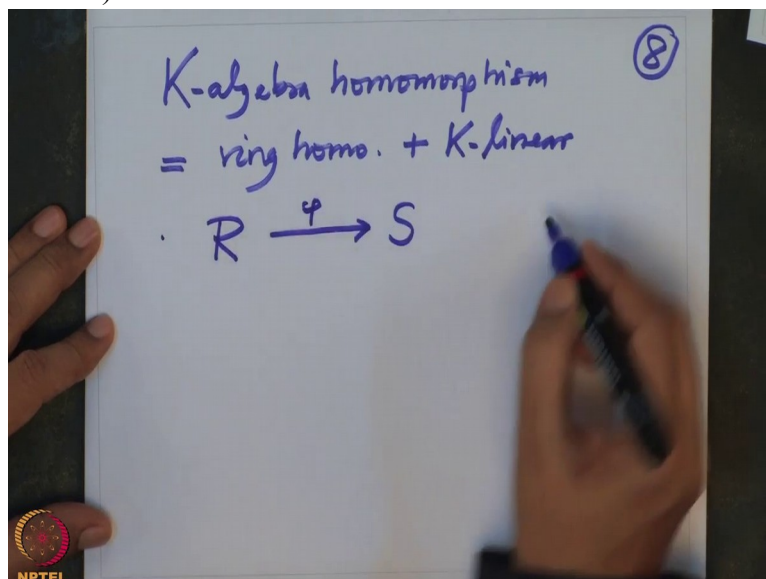 ⑧
K-algebra homomorphism
= ring homo. + K-linear
. R —φ→ S
NPTEL